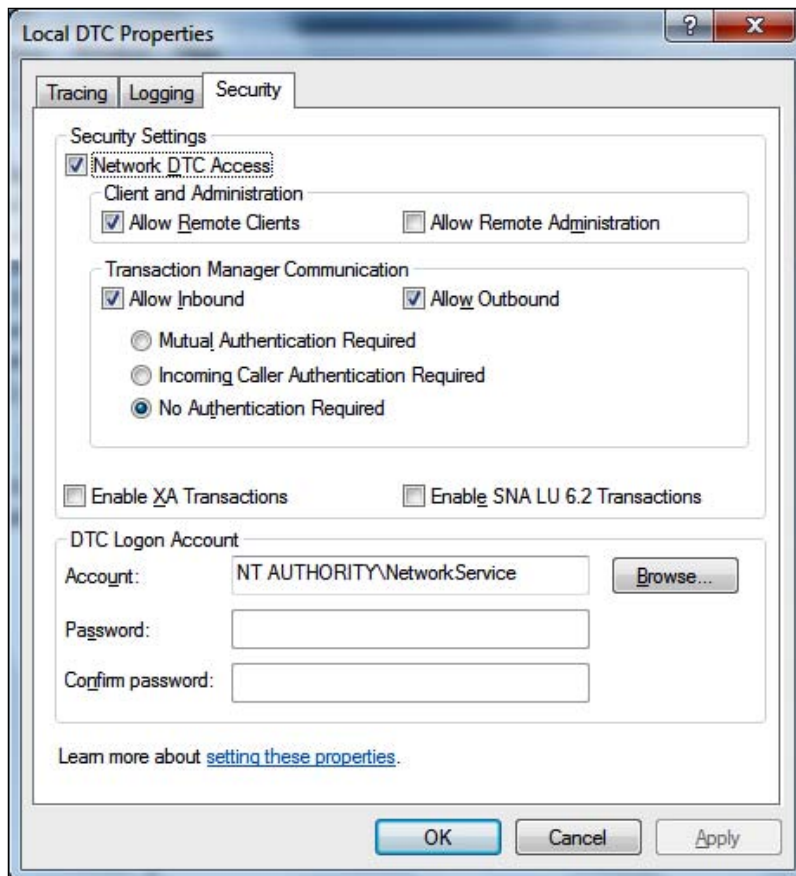 Local DTC Properties
?
Tracing Logging Security
Security Settings
Network DTC Access
Client and Administration
Allow Remote Clients Allow Remote Administration
Transaction Manager Communication
Allow Inbound Allow Outbound
Mutual Authentication Required
Incoming Caller Authentication Required
No Authentication Required
Enable XA Transactions Enable SNA LU 6.2 Transactions
DTC Logon Account
Account: NT AUTHORITY\NetworkService Browse...
Password:
Confirm password:
Learn more about setting these properties.
OK Cancel Apply